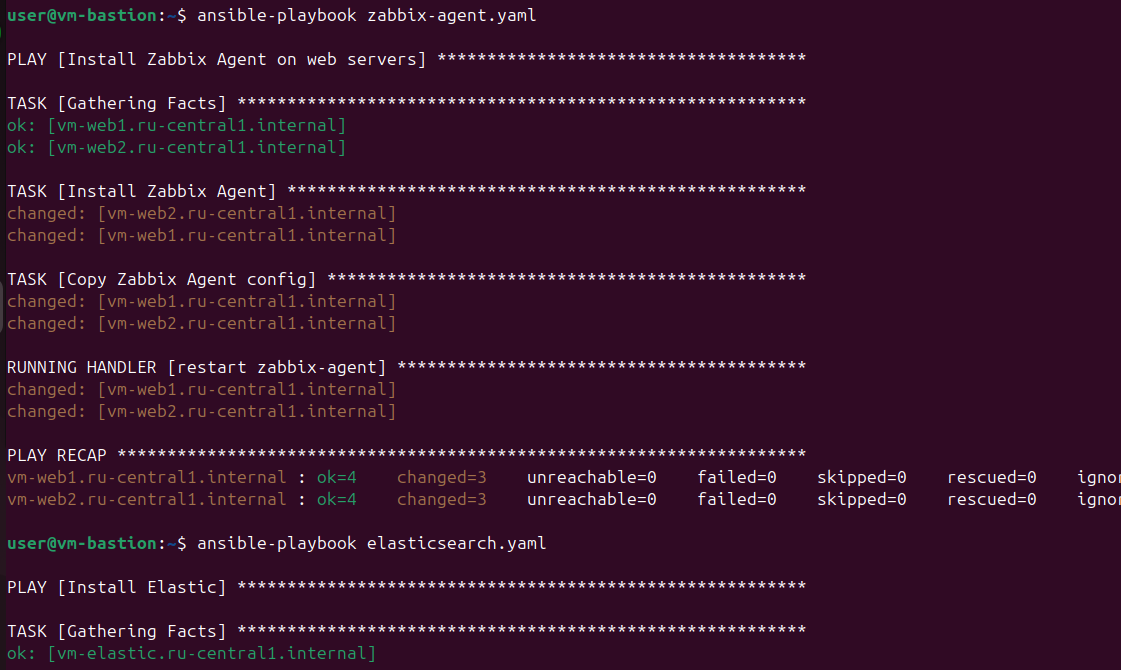 user@vm-bastion:~$ ansible-playbook zabbix-agent.yaml
PLAY [Install Zabbix Agent on web servers] *************************************
TASK [Gathering Facts] *********************************************************
ok: [vm-web1.ru-central1.internal]
ok: [vm-web2.ru-central1.internal]
TASK [Install Zabbix Agent] ****************************************************
changed: [vm-web2.ru-central1.internal]
changed: [vm-web1.ru-central1.internal]
TASK [Copy Zabbix Agent config] ************************************************
changed: [vm-web1.ru-central1.internal]
changed: [vm-web2.ru-central1.internal]
RUNNING HANDLER [restart zabbix-agent] *****************************************
changed: [vm-web1.ru-central1.internal]
changed: [vm-web2.ru-central1.internal]
PLAY RECAP *********************************************************************
vm-web1.ru-central1.internal : ok=4 changed=3 unreachable=0 failed=0 skipped=0 rescued=0 ignor
vm-web2.ru-central1.internal : ok=4 changed=3 unreachable=0 failed=0 skipped=0 rescued=0 ignor
user@vm-bastion:~$ ansible-playbook elasticsearch.yaml
PLAY [Install Elastic] *********************************************************
TASK [Gathering Facts] *********************************************************
ok: [vm-elastic.ru-central1.internal]